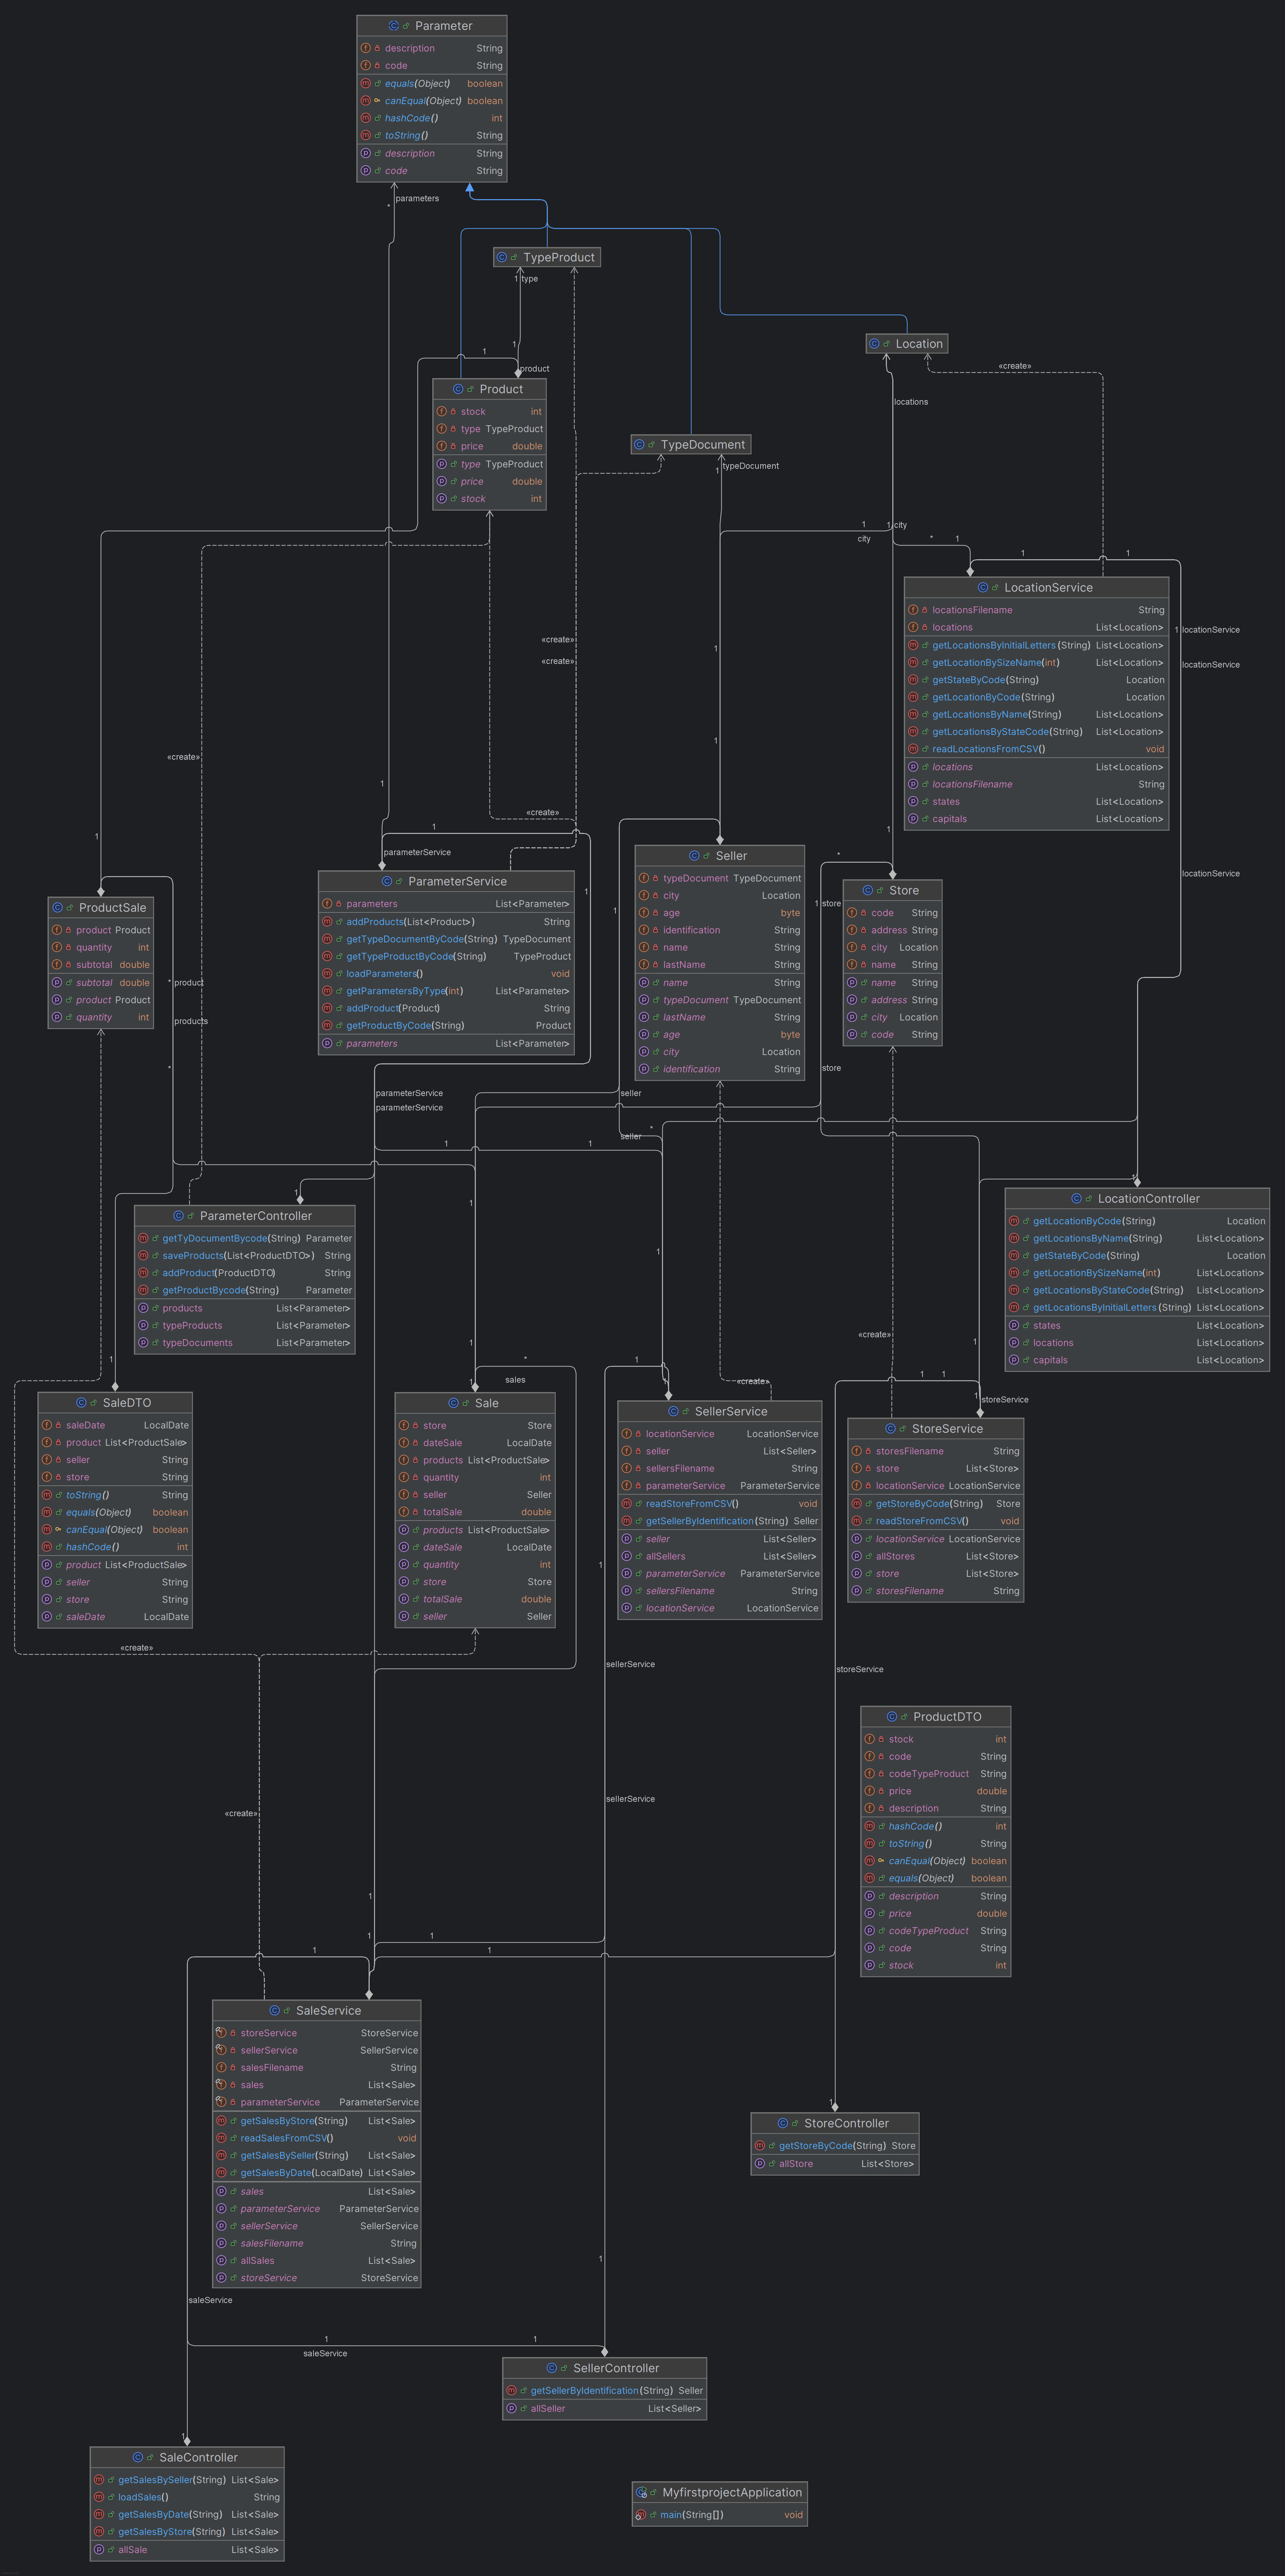 Parameter
description String
code String
equals(Object) boolean
canEqual(Object) boolean
hashCode() int
toString() String
description String
code String
parameters
*
TypeProduct
1 type
1
Location
«create»
1
product
Product
stock int
type TypeProduct
price double
type TypeProduct
price double
stock int
locations
TypeDocument
typeDocument
1
1
city
1 city
* 1
1 1
LocationService
locationsFilename String
locations List<Location>
getLocationsByInitialLetters(String) List<Location>
getLocationBySizeName(int) List<Location>
getStateByCode(String) Location
getLocationByCode(String) Location
getLocationsByName(String) List<Location>
getLocationsByStateCode(String) List<Location>
readLocationsFromCSV() void
locations List<Location>
locationsFilename String
states List<Location>
capitals List<Location>
1 locationService
locationService
locationService
«create»
«create»
1
1
«create»
1
«create»
1
1
1
parameterService
1
*
ParameterService
parameters List<Parameter>
addProducts(List<Product>) String
getTypeDocumentByCode(String) TypeDocument
getTypeProductByCode(String) TypeProduct
loadParameters() void
getParametersByType(int) List<Parameter>
addProduct(Product) String
getProductByCode(String) Product
parameters List<Parameter>
1
1
Seller
typeDocument TypeDocument
city Location
age byte
identification String
name String
lastName String
name String
typeDocument TypeDocument
lastName String
age byte
city Location
identification String
1 store
Store
code String
address String
city Location
name String
name String
address String
city Location
code String
store
ProductSale
product Product
quantity int
subtotal double
subtotal double
product Product
quantity int
* product
products
*
parameterService
parameterService
seller
*
seller
1 1
1
1
1
1
ParameterController
getTyDocumentBycode(String) Parameter
saveProducts(List<ProductDTO>) String
addProduct(ProductDTO) String
getProductBycode(String) Parameter
products List<Parameter>
typeProducts List<Parameter>
typeDocuments List<Parameter>
LocationController
getLocationByCode(String) Location
getLocationsByName(String) List<Location>
getStateByCode(String) Location
getLocationBySizeName(int) List<Location>
getLocationsByStateCode(String) List<Location>
getLocationsByInitialLetters(String) List<Location>
states List<Location>
locations List<Location>
capitals List<Location>
«create»
1
1
1
*
sales
1
1
1
«create»
1 1
1
storeService
SaleDTO
saleDate LocalDate
product List<ProductSale>
seller String
store String
toString() String
equals(Object) boolean
canEqual(Object) boolean
hashCode() int
product List<ProductSale>
seller String
store String
saleDate LocalDate
Sale
store Store
dateSale LocalDate
products List<ProductSale>
quantity int
seller Seller
totalSale double
products List<ProductSale>
dateSale LocalDate
quantity int
store Store
totalSale double
seller Seller
SellerService
locationService LocationService
seller List<Seller>
sellersFilename String
parameterService ParameterService
readStoreFromCSV() void
getSellerByIdentification(String) Seller
seller List<Seller>
allSellers List<Seller>
parameterService ParameterService
sellersFilename String
locationService LocationService
StoreService
storesFilename String
store List<Store>
locationService LocationService
getStoreByCode(String) Store
readStoreFromCSV() void
locationService LocationService
allStores List<Store>
store List<Store>
storesFilename String
1
«create»
sellerService
storeService
ProductDTO
stock int
code String
codeTypeProduct String
price double
description String
hashCode() int
toString() String
canEqual(Object) boolean
equals(Object) boolean
description String
price double
codeTypeProduct String
code String
stock int
sellerService
«create»
1
1 1
1 1
SaleService
storeService StoreService
sellerService SellerService
salesFilename String
sales List<Sale>
parameterService ParameterService
getSalesByStore(String) List<Sale>
readSalesFromCSV() void
getSalesBySeller(String) List<Sale>
getSalesByDate(LocalDate) List<Sale>
sales List<Sale>
parameterService ParameterService
sellerService SellerService
salesFilename String
allSales List<Sale>
storeService StoreService
1
StoreController
getStoreByCode(String) Store
allStore List<Store>
1
saleService
1 1
saleService
SellerController
getSellerByIdentification(String) Seller
allSeller List<Seller>
1
SaleController
getSalesBySeller(String) List<Sale>
loadSales() String
getSalesByDate(String) List<Sale>
getSalesByStore(String) List<Sale>
allSale List<Sale>
MyfirstprojectApplication
main(String[]) void